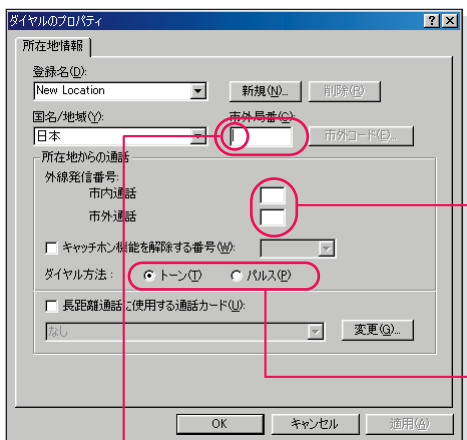 ダイヤルのプロパティ
所在地情報
登録名(D):
New Location
新規(N)...
削除(R)
国名/地域(Y):
市外局番(C):
日本
市外コード(E)...
所在地からの通話
外線発信番号:
市内通話
市外通話
キャッチホン機能を解除する番号(W):
ダイヤル方法:
トーン(T)
パルス(P)
長距離通話に使用する通話カード(U):
なし
変更(G)...
OK
キャンセル
適用(A)